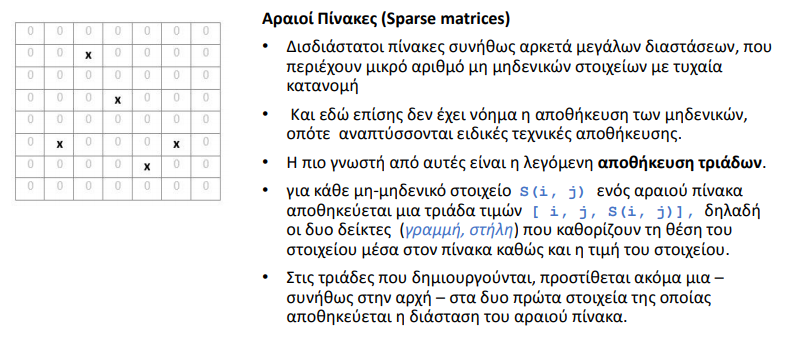 0 0 0 0 0 0 0
0 0 x 0 0 0 0
0 0 0 0 0 0 0
0 0 0 x 0 0 0
0 0 0 0 0 0 0
0 x 0 0 0 x 0
0 0 0 0 x 0 0
0 0 0 0 0 0 0
Αραιοί Πίνακες (Sparse matrices)
• Δισδιάστατοι πίνακες συνήθως αρκετά μεγάλων διαστάσεων, που
περιέχουν μικρό αριθμό μη μηδενικών στοιχείων με τυχαία
κατανομή
• Και εδώ επίσης δεν έχει νόημα η αποθήκευση των μηδενικών,
οπότε αναπτύσσονται ειδικές τεχνικές αποθήκευσης.
• Η πιο γνωστή από αυτές είναι η λεγόμενη αποθήκευση τριάδων.
• για κάθε μη-μηδενικό στοιχείο S(i, j) ενός αραιού πίνακα
αποθηκεύεται μια τριάδα τιμών [ i, j, S(i, j)], δηλαδή
οι δυο δείκτες (γραμμή, στήλη) που καθορίζουν τη θέση του
στοιχείου μέσα στον πίνακα καθώς και η τιμή του στοιχείου.
• Στις τριάδες που δημιουργούνται, προστίθεται ακόμα μια –
συνήθως στην αρχή – στα δυο πρώτα στοιχεία της οποίας
αποθηκεύεται η διάσταση του αραιού πίνακα.